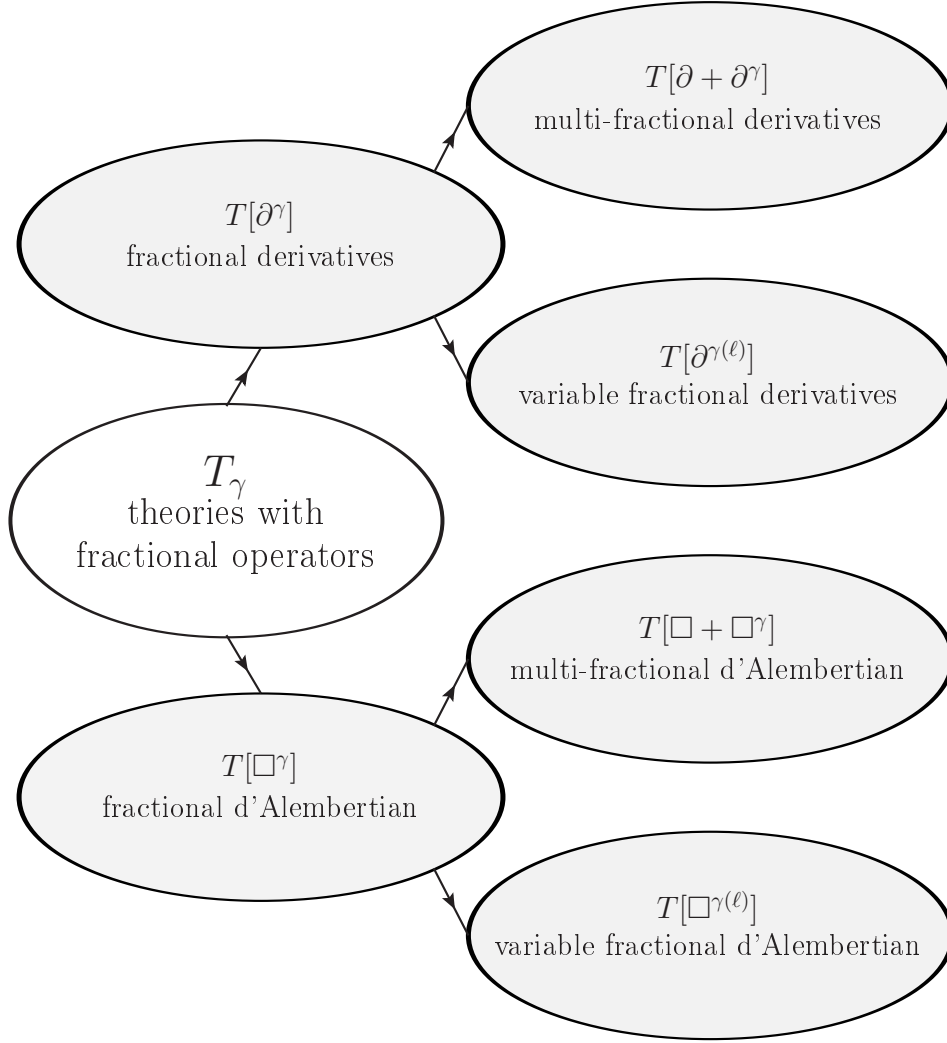 T[∂ + ∂^γ]
multi-fractional derivatives
T[∂^γ]
fractional derivatives
T[∂^{γ(ℓ)}]
variable fractional derivatives
T_γ
theories with
fractional operators
T[□ + □^γ]
multi-fractional d'Alembertian
T[□^γ]
fractional d'Alembertian
T[□^{γ(ℓ)}]
variable fractional d'Alembertian